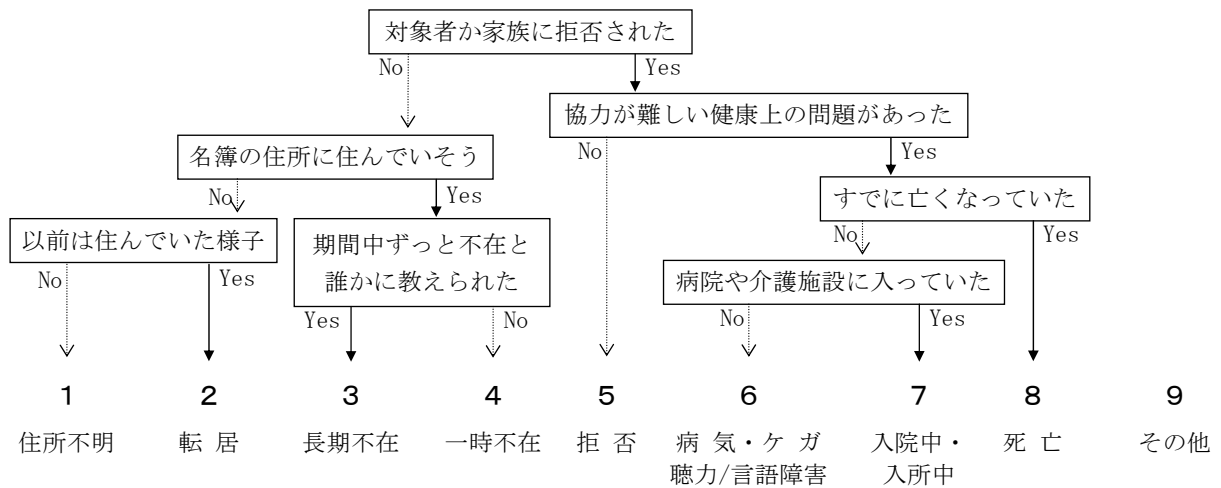 対象者か家族に拒否された
No
Yes
協力が難しい健康上の問題があった
名簿の住所に住んでいそう
No
Yes
No
Yes
すでに亡くなっていた
以前は住んでいた様子
期間中ずっと不在と
誰かに教えられた
No
Yes
No
Yes
病院や介護施設に入っていた
Yes
No
No
Yes
1
2
3
4
5
6
7
8
9
住所不明
転 居
長期不在
一時不在
拒 否
病 気・ケ ガ
聴力/言語障害
入院中・
入所中
死 亡
その他